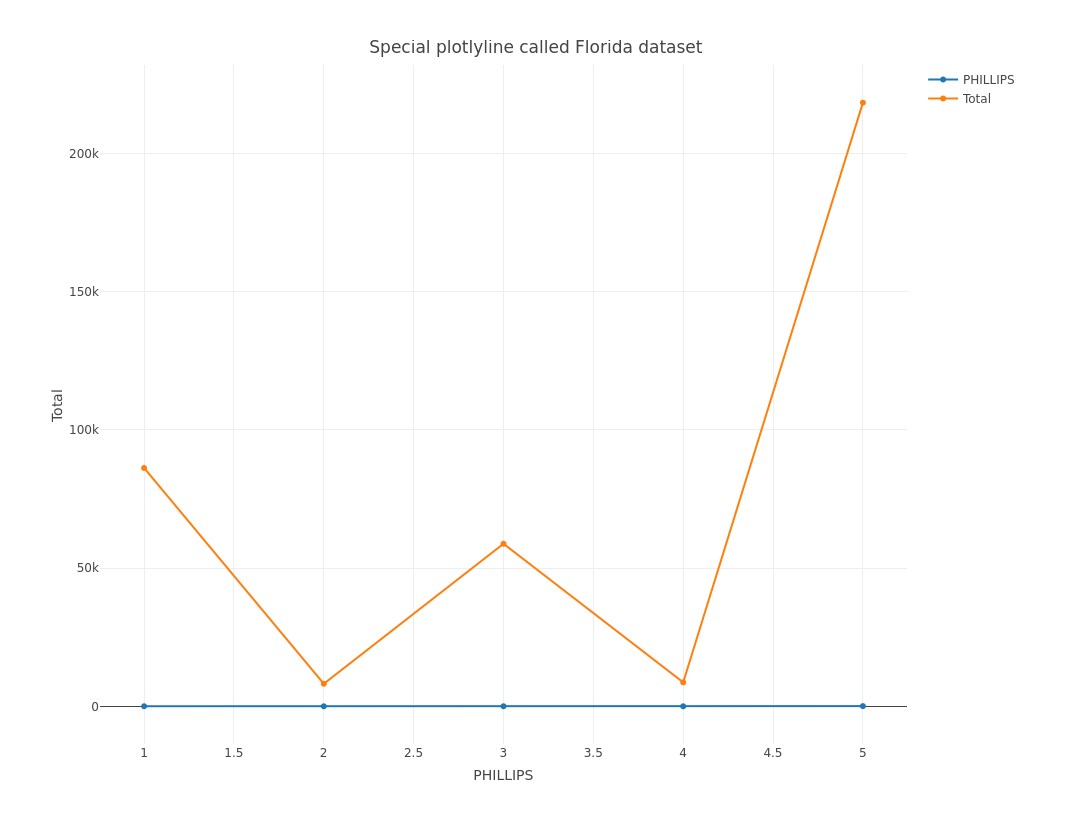 Special plotlyline called Florida dataset
PHILLIPS
Total
200k
150k
100k
50k
0
Total
1 1.5 2 2.5 3 3.5 4 4.5 5
PHILLIPS